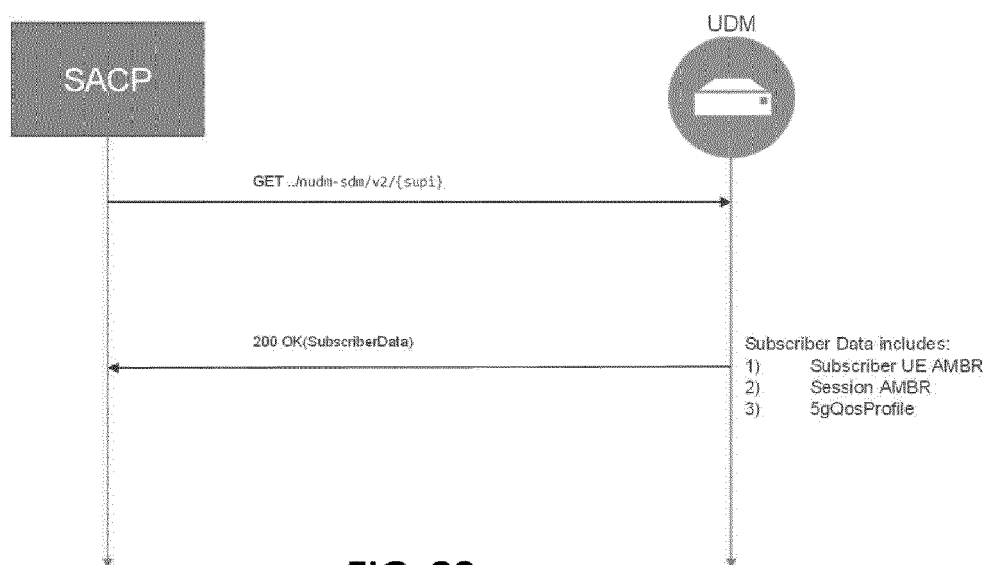 UDM
SACP
GET ../nudm-sdm/v2/{supi}
200 OK(SubscriberData)
Subscriber Data includes:
1) Subscriber UE AMBR
2) Session AMBR
3) 5gQosProfile